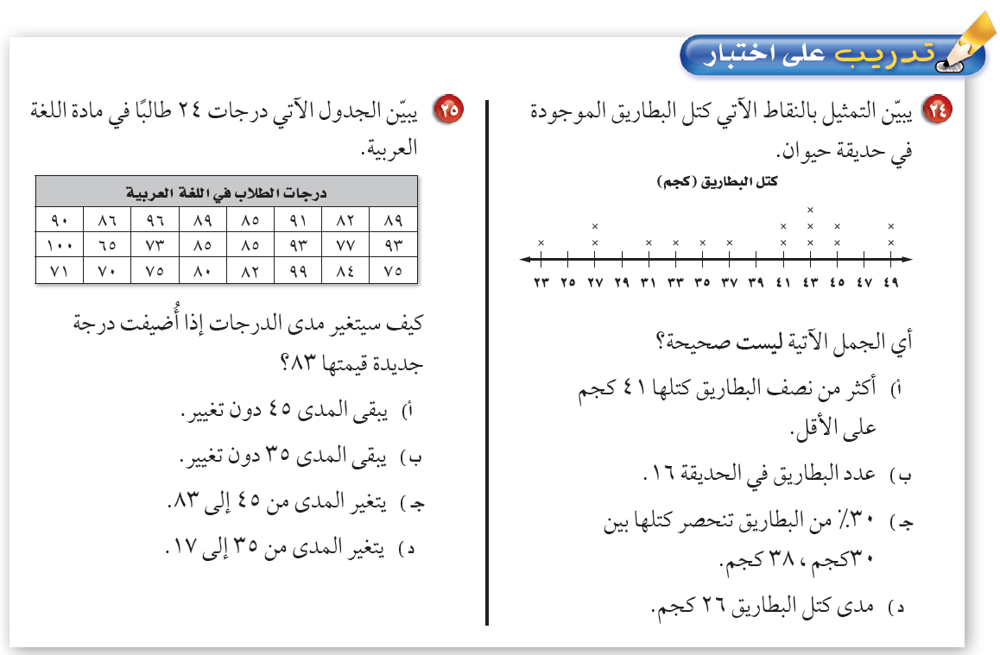 تدريب على اختبار
٢٤ يبيّن التمثيل بالنقاط الآتي كتل البطاريق الموجودة
في حديقة حيوان.
كتل البطاريق (كجم)
٢٣ ٢٥ ٢٧ ٢٩ ٣١ ٣٣ ٣٥ ٣٧ ٣٩ ٤١ ٤٣ ٤٥ ٤٧ ٤٩
أي الجمل الآتية ليست صحيحة؟
أ) أكثر من نصف البطاريق كتلها ٤١ كجم
على الأقل.
ب) عدد البطاريق في الحديقة ١٦.
جـ) ٣٠٪ من البطاريق تنحصر كتلها بين
٣٠كجم ، ٣٨ كجم.
د) مدى كتل البطاريق ٢٦ كجم.
٢٥ يبيّن الجدول الآتي درجات ٢٤ طالبًا في مادة اللغة
العربية.
درجات الطلاب في اللغة العربية
٨٩ ٨٢ ٩١ ٨٥ ٨٩ ٩٦ ٨٦ ٩٠
٩٣ ٧٧ ٩٣ ٨٥ ٨٥ ٧٣ ٦٥ ١٠٠
٧٥ ٨٤ ٩٩ ٨٢ ٨٠ ٧٥ ٧٠ ٧١
كيف سيتغير مدى الدرجات إذا أُضيفت درجة
جديدة قيمتها ٨٣؟
أ) يبقى المدى ٤٥ دون تغيير.
ب) يبقى المدى ٣٥ دون تغيير.
جـ) يتغير المدى من ٤٥ إلى ٨٣.
د) يتغير المدى من ٣٥ إلى ١٧.